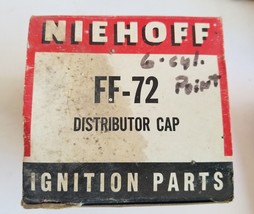 NIEHOFF
6-cyl.
Point
FF-72
DISTRIBUTOR CAP
IGNITION PARTS